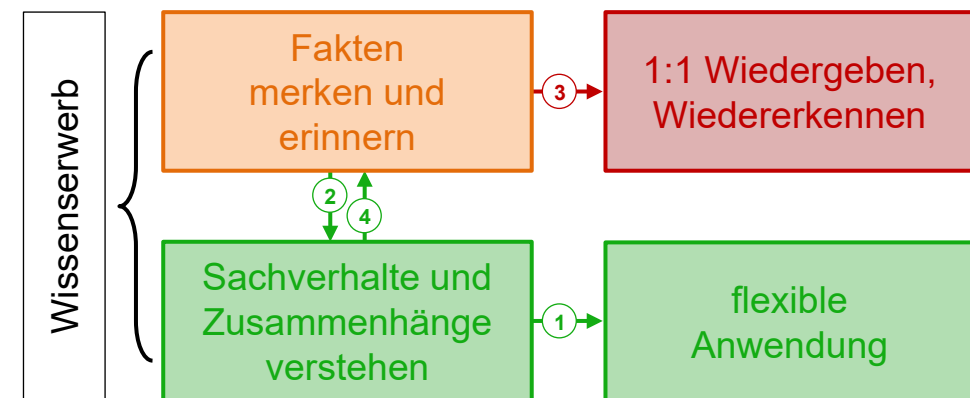 Wissenserwerb
Fakten
merken und
erinnern
3
1:1 Wiedergeben,
Wiedererkennen
2
4
Sachverhalte und
Zusammenhänge
verstehen
1
flexible
Anwendung